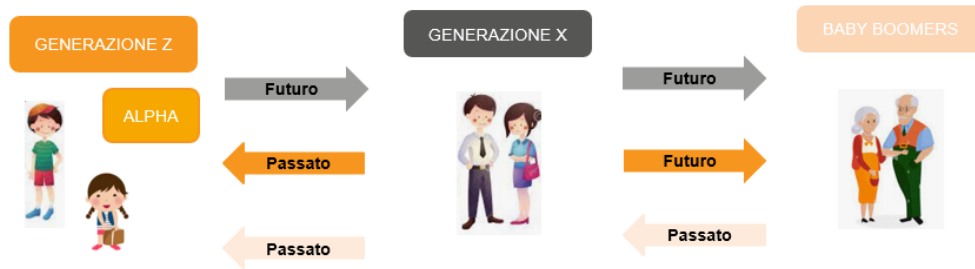 GENERAZIONE Z
ALPHA
GENERAZIONE X
BABY BOOMERS
Futuro
Futuro
Passato
Futuro
Passato
Passato